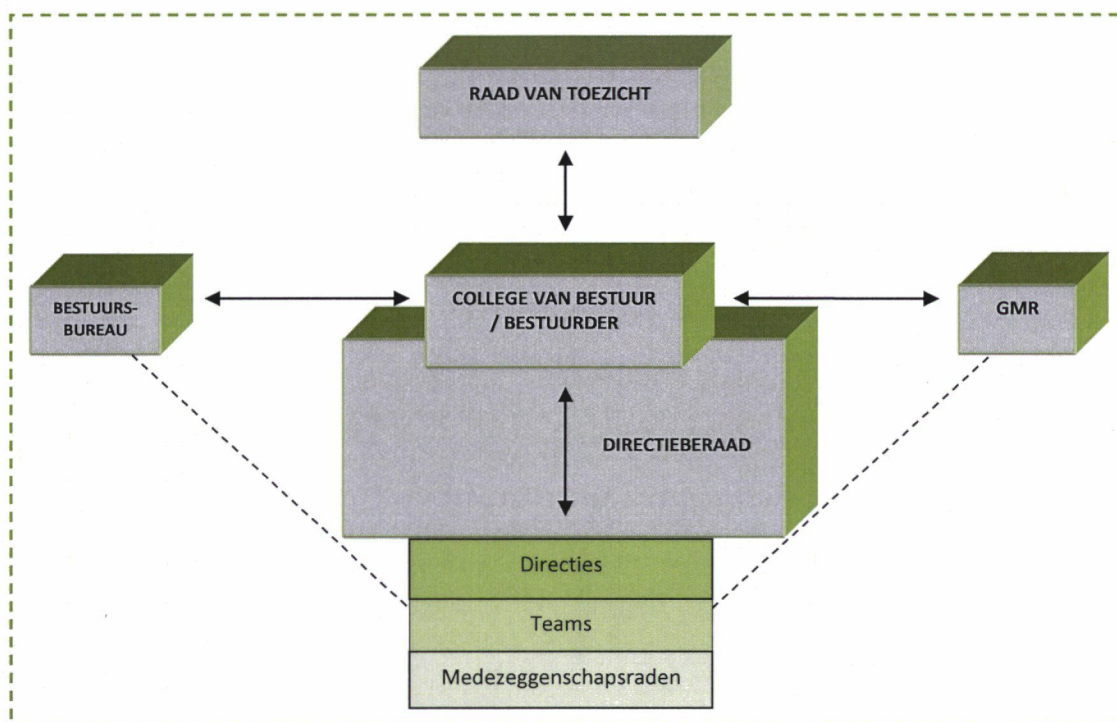 RAAD VAN TOEZICHT
BESTUURS-
BUREAU
COLLEGE VAN BESTUUR
/ BESTUURDER
GMR
DIRECTIEBERAAD
Directies
Teams
Medezeggenschapsraden